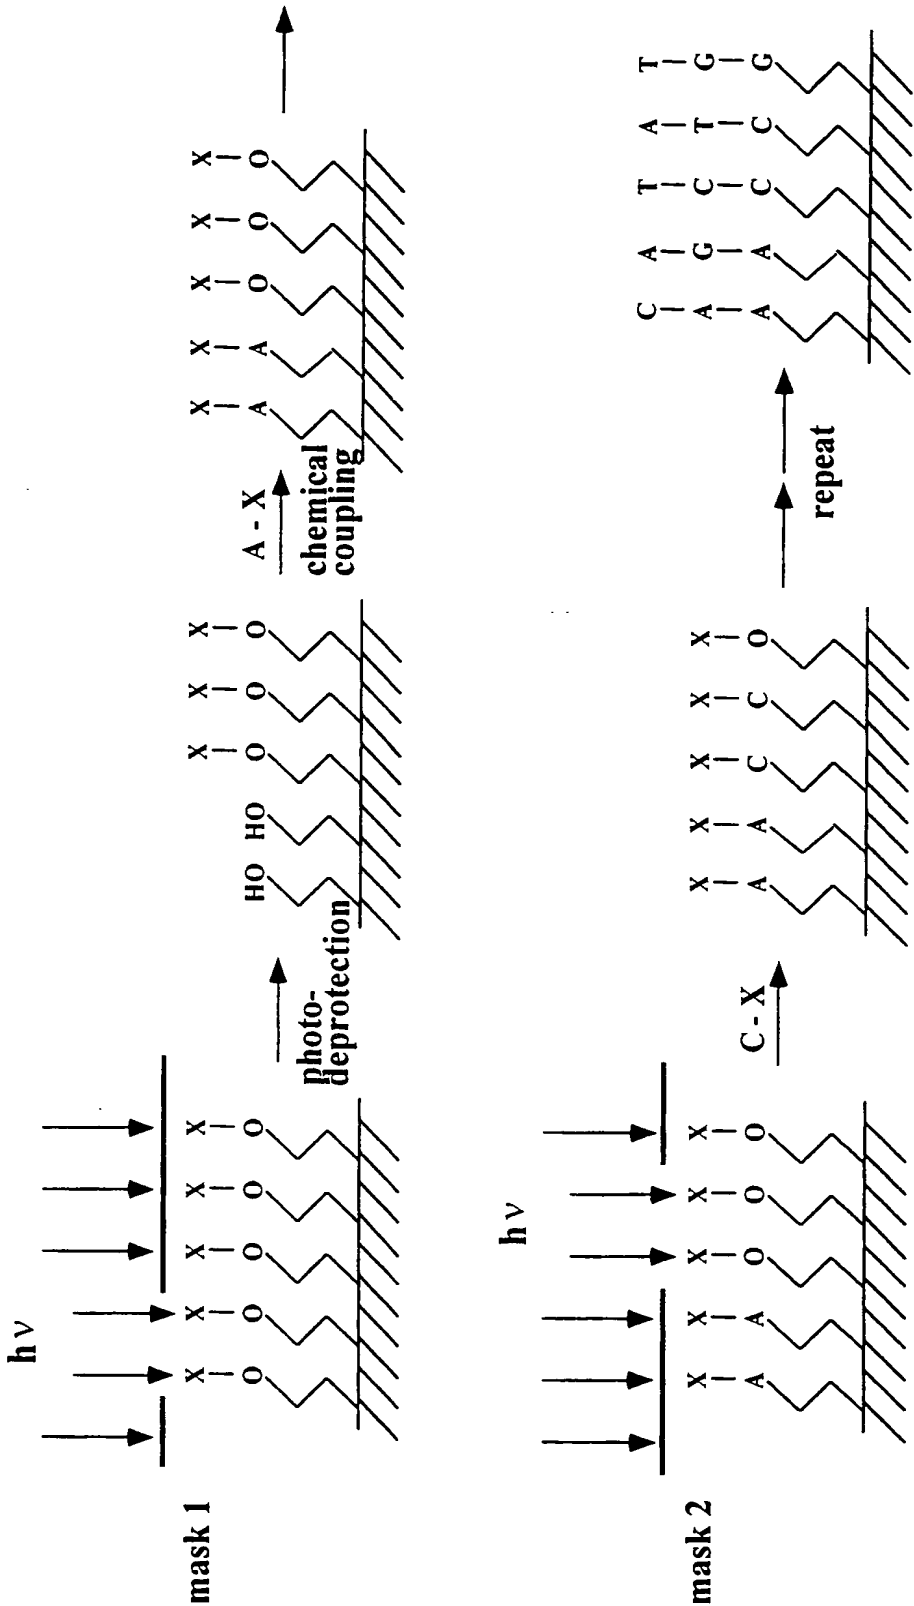 hν
mask 1
X X X X X
O O O O O
photo-
deprotection
X X X
HO HO O O O
A - X
chemical
coupling
X X X X X
A A O O O
hν
mask 2
X X X X X
A A O O O
C - X
X X X X X
A A C C O
repeat
C A T A T
A G C T G
A A C C G